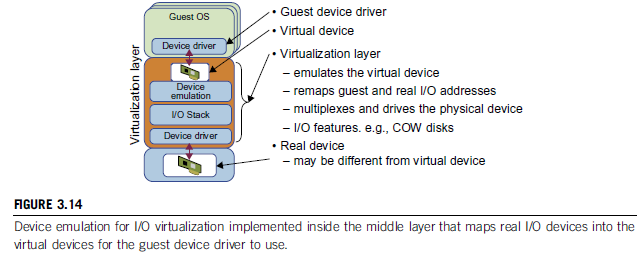 Guest OS
Device driver
Virtualization layer
Device
emulation
I/O Stack
Device driver
• Guest device driver
• Virtual device
• Virtualization layer
– emulates the virtual device
– remaps guest and real I/O addresses
– multiplexes and drives the physical device
– I/O features. e.g., COW disks
• Real device
– may be different from virtual device
FIGURE 3.14
Device emulation for I/O virtualization implemented inside the middle layer that maps real I/O devices into the
virtual devices for the guest device driver to use.